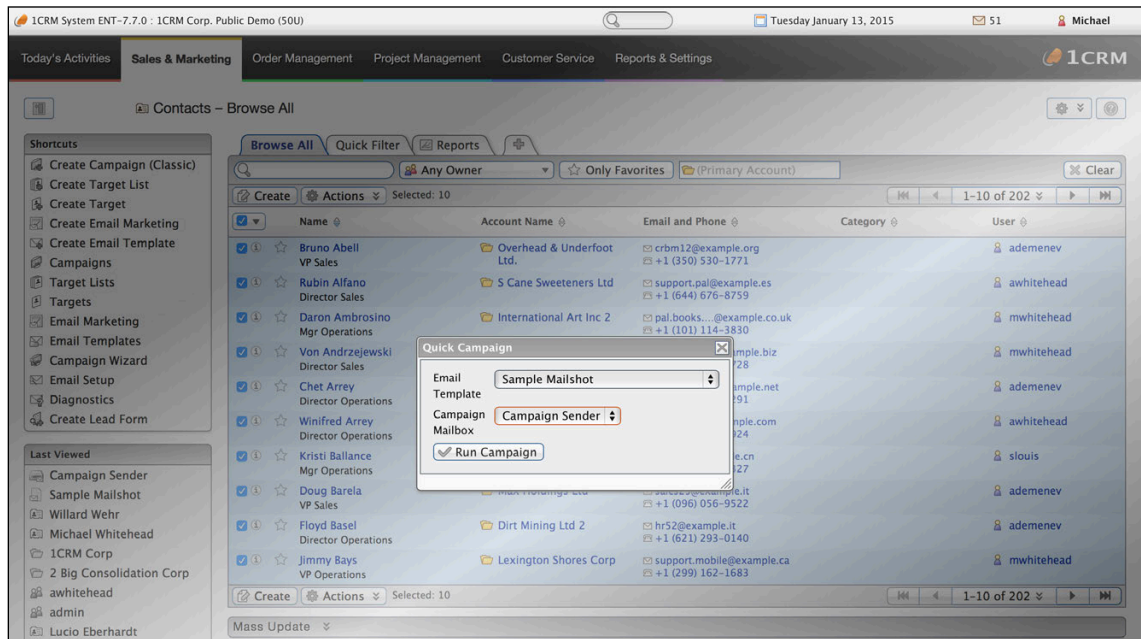 1CRM System ENT-7.7.0 : 1CRM Corp. Public Demo (50U)
Tuesday January 13, 2015
51
Michael
Today's Activities Sales & Marketing Order Management Project Management Customer Service Reports & Settings
1CRM
Contacts – Browse All
Shortcuts
Create Campaign (Classic)
Create Target List
Create Target
Create Email Marketing
Create Email Template
Campaigns
Target Lists
Targets
Email Marketing
Email Templates
Campaign Wizard
Email Setup
Diagnostics
Create Lead Form
Last Viewed
Campaign Sender
Sample Mailshot
Willard Wehr
Michael Whitehead
1CRM Corp
2 Big Consolidation Corp
awhitehead
admin
Lucio Eberhardt
Browse All Quick Filter Reports
Any Owner Only Favorites (Primary Account) Clear
Create Actions Selected: 10 1-10 of 202
Name Account Name Email and Phone Category User
Bruno Abell Overhead & Underfoot crbm12@example.org ademenev
VP Sales Ltd. +1 (350) 530-1771
Rubin Alfano S Cane Sweeteners Ltd support.pal@example.es awhitehead
Director Sales +1 (644) 676-8759
Daron Ambrosino International Art Inc 2 pal.books....@example.co.uk mwhitehead
Mgr Operations +1 (101) 114-3830
Von Andrzejewski mple.biz mwhitehead
Director Sales 728
Chet Arrey mple.net ademenev
Director Operations 291
Winifred Arrey mple.com awhitehead
Director Operations 024
Kristi Ballance e.cn slouis
Mgr Operations 327
Doug Barela ademenev
VP Sales +1 (096) 056-9522
Floyd Basel Dirt Mining Ltd 2 hr52@example.it ademenev
Director Operations +1 (621) 293-0140
Jimmy Bays Lexington Shores Corp support.mobile@example.ca mwhitehead
VP Operations +1 (299) 162-1683
Create Actions Selected: 10 1-10 of 202
Mass Update
Quick Campaign
Email Template Sample Mailshot
Campaign Mailbox Campaign Sender
Run Campaign